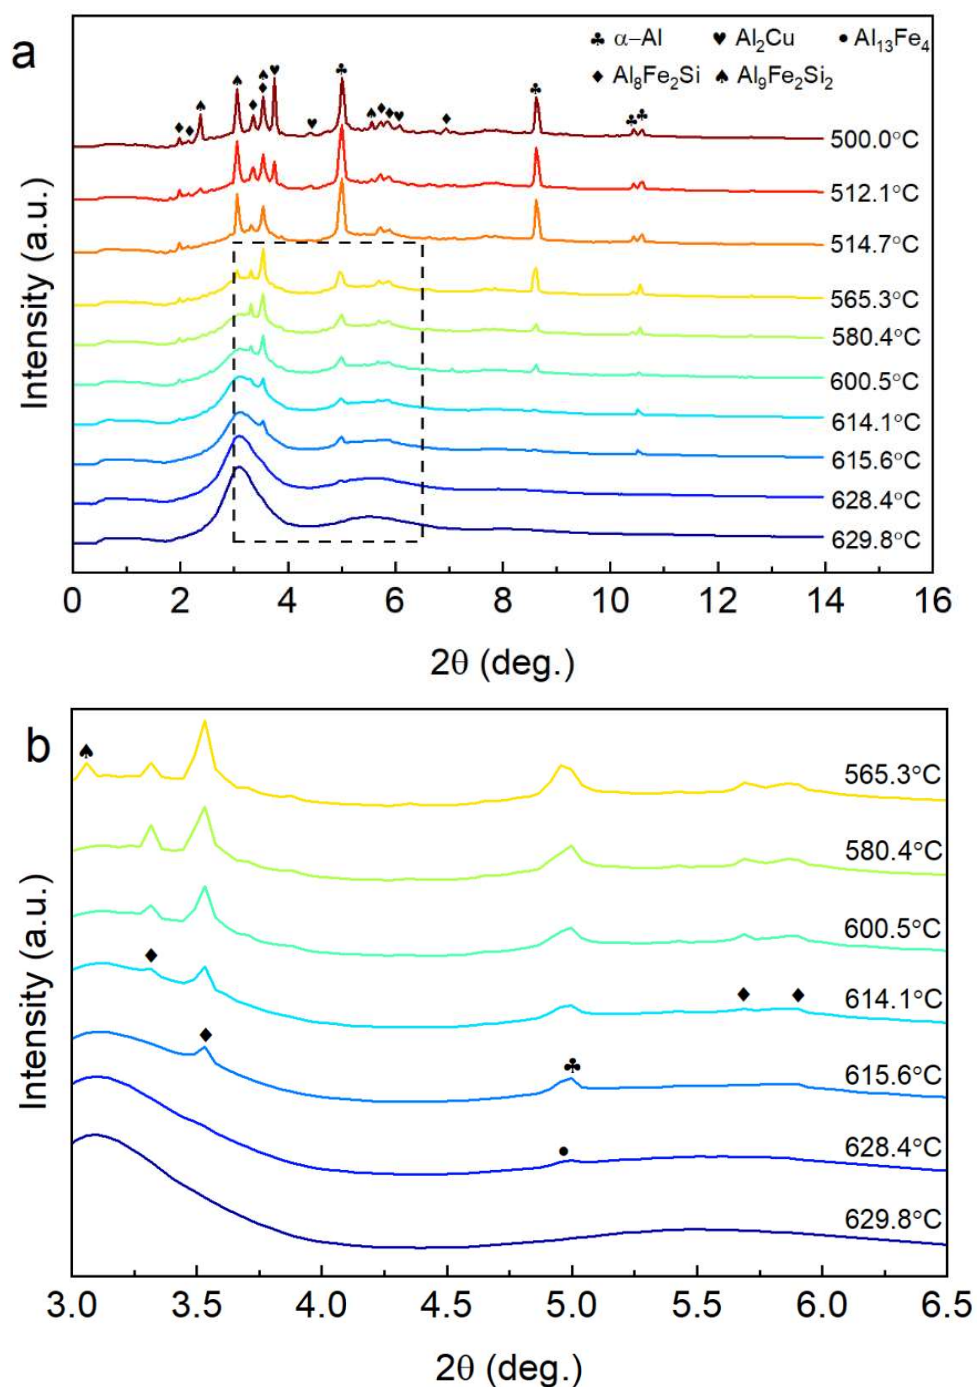 a
♣ α–Al ♥ Al₂Cu ● Al₁₃Fe₄
♦ Al₈Fe₂Si ♠ Al₉Fe₂Si₂
500.0°C
512.1°C
514.7°C
565.3°C
580.4°C
600.5°C
614.1°C
615.6°C
628.4°C
629.8°C
Intensity (a.u.)
0 2 4 6 8 10 12 14 16
2θ (deg.)
b
565.3°C
580.4°C
600.5°C
614.1°C
615.6°C
628.4°C
629.8°C
Intensity (a.u.)
3.0 3.5 4.0 4.5 5.0 5.5 6.0 6.5
2θ (deg.)